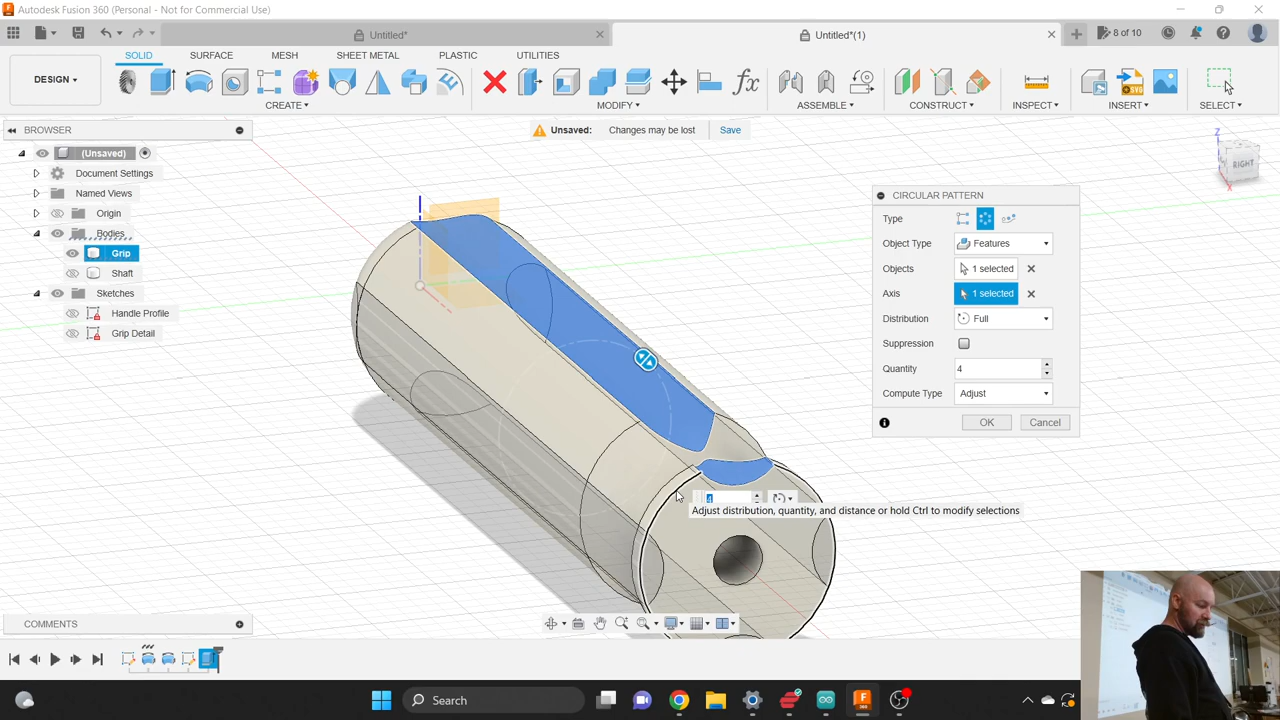 Autodesk Fusion 360 (Personal - Not for Commercial Use)
Untitled*
Untitled*(1)
8 of 10
DESIGN
SOLID
SURFACE
MESH
SHEET METAL
PLASTIC
UTILITIES
CREATE
MODIFY
ASSEMBLE
CONSTRUCT
INSPECT
INSERT
SELECT
BROWSER
Unsaved: Changes may be lost Save
(Unsaved)
Document Settings
Named Views
Origin
Bodies
Grip
Shaft
Sketches
Handle Profile
Grip Detail
Z
RIGHT
CIRCULAR PATTERN
Type
Object Type Features
Objects 1 selected
Axis 1 selected
Distribution Full
Suppression
Quantity 4
Compute Type Adjust
OK Cancel
4
Adjust distribution, quantity, and distance or hold Ctrl to modify selections
COMMENTS
Search